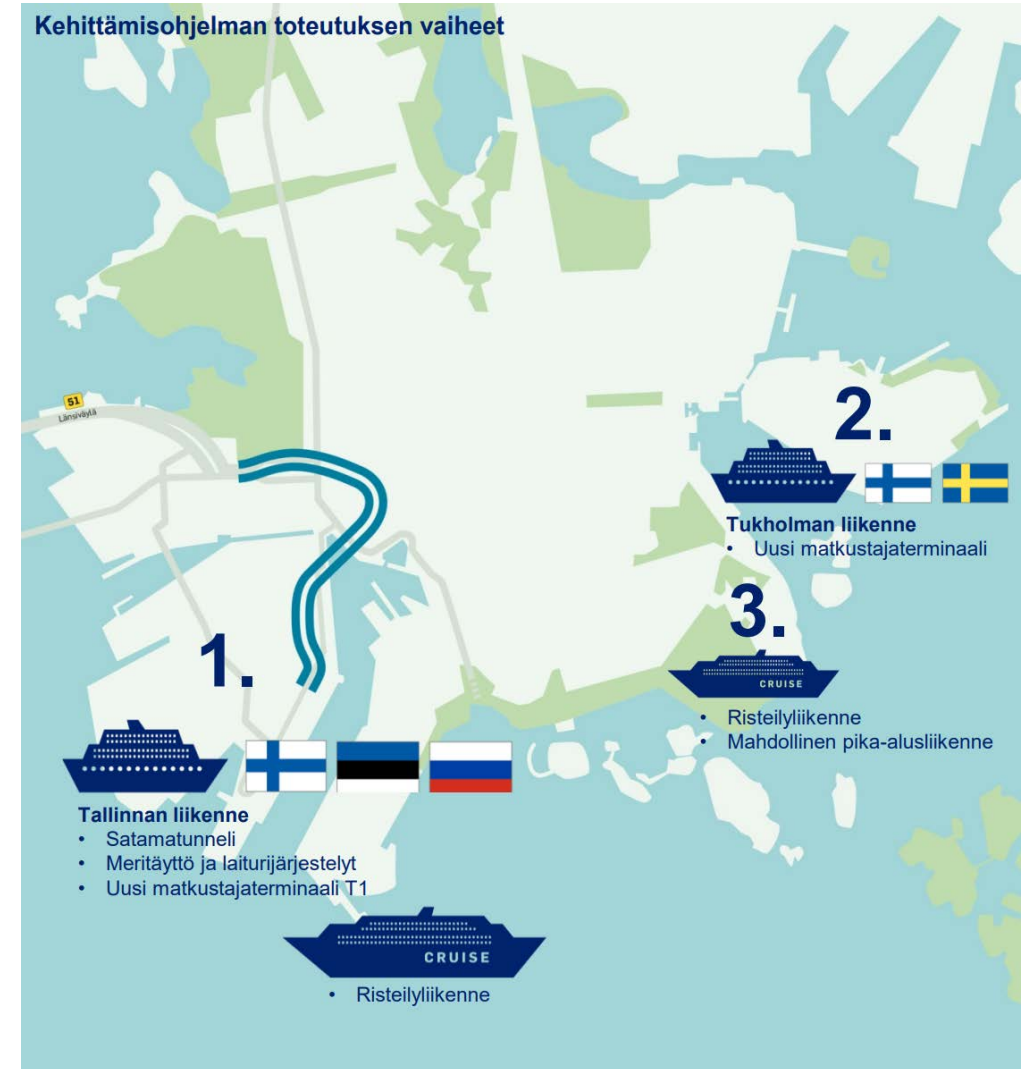 Kehittämisohjelman toteutuksen vaiheet
51
Länsiväylä
2.
Tukholman liikenne
• Uusi matkustajaterminaali
3.
CRUISE
• Risteilyliikenne
• Mahdollinen pika-alusliikenne
1.
Tallinnan liikenne
• Satamatunneli
• Meritäyttö ja laiturijärjestelyt
• Uusi matkustajaterminaali T1
CRUISE
• Risteilyliikenne